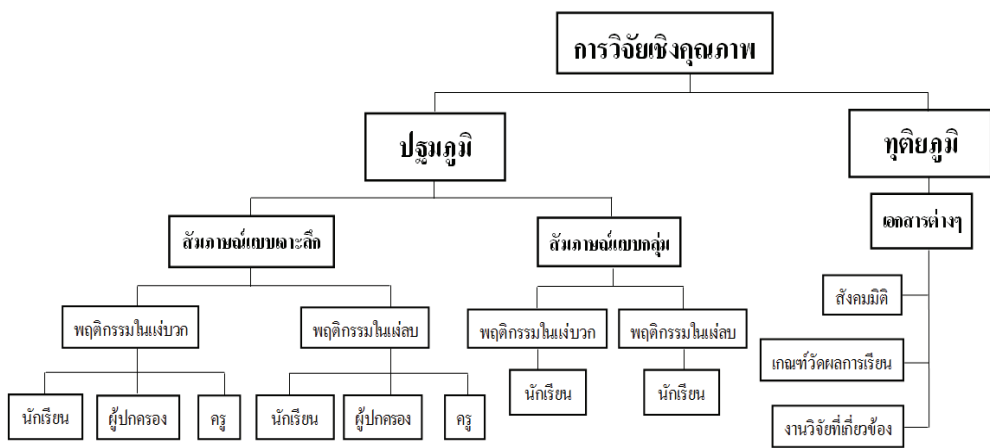 การวิจัยเชิงคุณภาพ
ปฐมภูมิ
ทุติยภูมิ
สัมภาษณ์แบบเจาะลึก
สัมภาษณ์แบบกลุ่ม
เอกสารต่างๆ
สังคมมิติ
พฤติกรรมในแง่บวก
พฤติกรรมในแง่ลบ
พฤติกรรมในแง่บวก
พฤติกรรมในแง่ลบ
เกณฑ์วัดผลการเรียน
นักเรียน
ผู้ปกครอง
ครู
นักเรียน
ผู้ปกครอง
ครู
นักเรียน
นักเรียน
งานวิจัยที่เกี่ยวข้อง